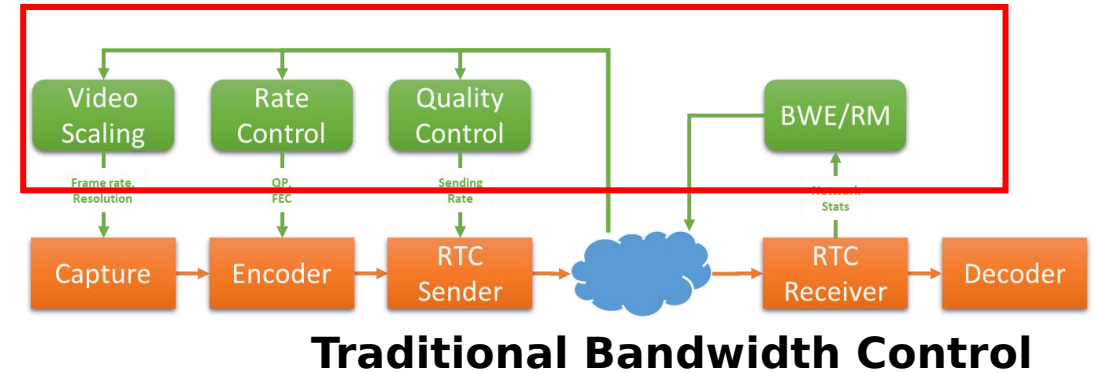 Video
Scaling
Rate
Control
Quality
Control
BWE/RM
Frame rate,
Resolution
QP,
FEC
Sending
Rate
Network
Stats
Capture
Encoder
RTC
Sender
RTC
Receiver
Decoder
Traditional Bandwidth Control